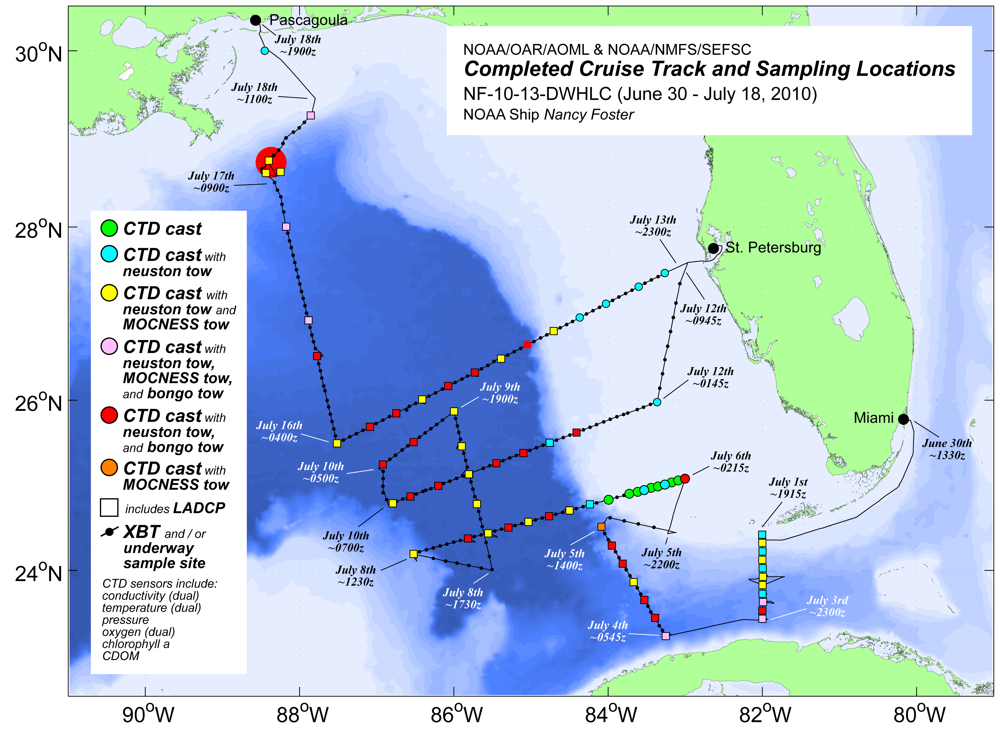 NOAA/OAR/AOML & NOAA/NMFS/SEFSC
Completed Cruise Track and Sampling Locations
NF-10-13-DWHLC (June 30 - July 18, 2010)
NOAA Ship Nancy Foster
Pascagoula
July 18th
~1900z
July 18th
~1100z
July 17th
~0900z
July 13th
~2300z
St. Petersburg
July 12th
~0945z
July 12th
~0145z
July 9th
~1900z
July 16th
~0400z
Miami
June 30th
~1330z
July 10th
~0500z
July 6th
~0215z
July 1st
~1915z
July 10th
~0700z
July 8th
~1230z
July 5th
~1400z
July 5th
~2200z
July 8th
~1730z
July 3rd
~2300z
July 4th
~0545z
CTD cast
CTD cast with
neuston tow
CTD cast with
neuston tow and
MOCNESS tow
CTD cast with
neuston tow,
MOCNESS tow,
and bongo tow
CTD cast with
neuston tow,
and bongo tow
CTD cast with
MOCNESS tow
includes LADCP
XBT and / or
underway
sample site
CTD sensors include:
conductivity (dual)
temperature (dual)
pressure
oxygen (dual)
chlorophyll a
CDOM
30°N
28°N
26°N
24°N
90°W
88°W
86°W
84°W
82°W
80°W